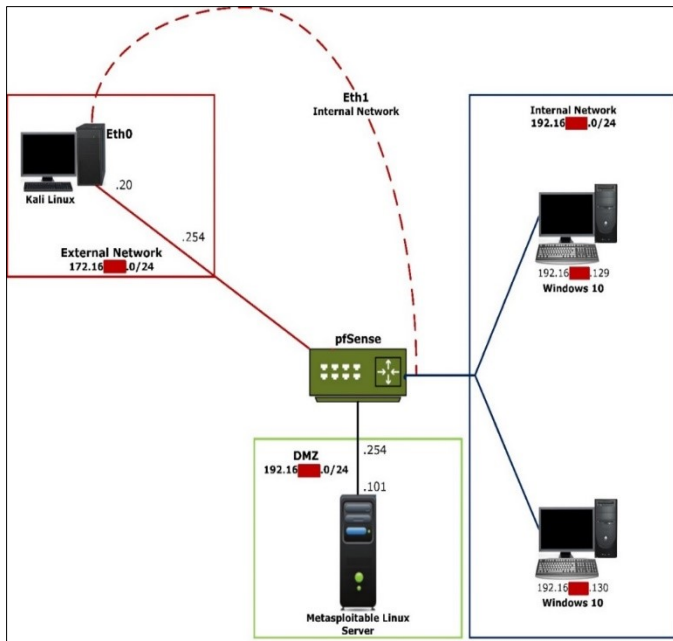 Eth1
Internal Network
Internal Network
192.16 .0/24
Eth0
Kali Linux
.20
.254
External Network
172.16 .0/24
192.16 .129
Windows 10
pfSense
DMZ
192.16 .0/24
.254
.101
Metasploitable Linux
Server
192.16 .130
Windows 10